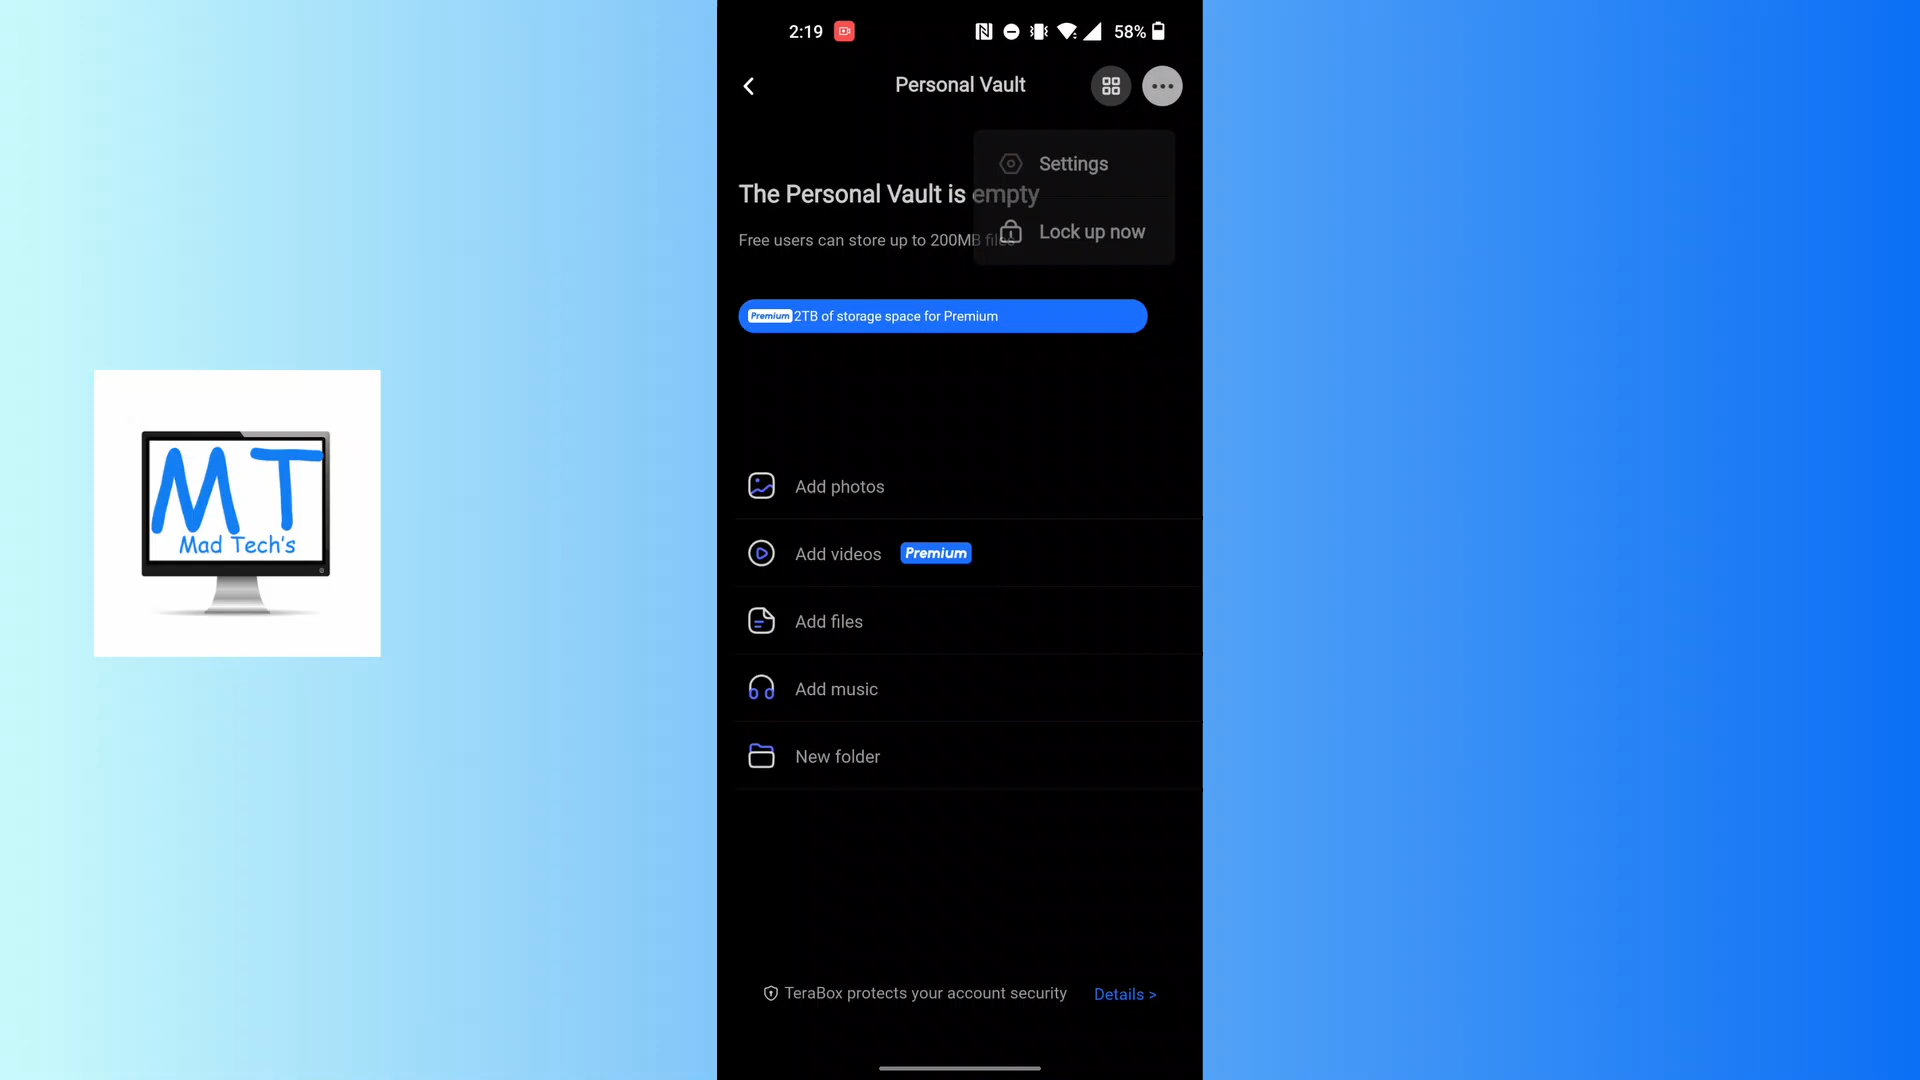 2:19
58%
Personal Vault
Settings
The Personal Vault is empty
Lock up now
Free users can store up to 200MB files
Premium 2TB of storage space for Premium
Add photos
MT
Mad Tech's
Add videos Premium
Add files
Add music
New folder
TeraBox protects your account security Details >